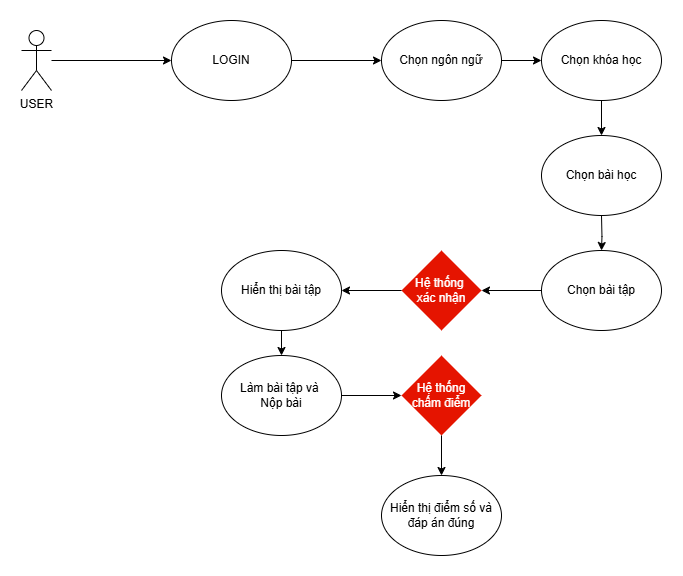 USER
LOGIN
Chọn ngôn ngữ
Chọn khóa học
Chọn bài học
Chọn bài tập
Hệ thống
xác nhận
Hiển thị bài tập
Làm bài tập và
Nộp bài
Hệ thống
chấm điểm
Hiển thị điểm số và
đáp án đúng